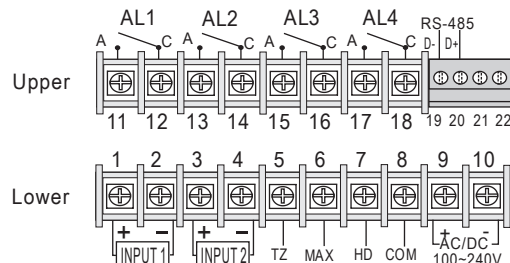 AL1 AL2 AL3 AL4 RS-485
A C A C A C A C D- D+
Upper
11 12 13 14 15 16 17 18 19 20 21 22
1 2 3 4 5 6 7 8 9 10
Lower
+ − + − + -
INPUT 1 INPUT 2 TZ MAX HD COM AC/DC
100~240V